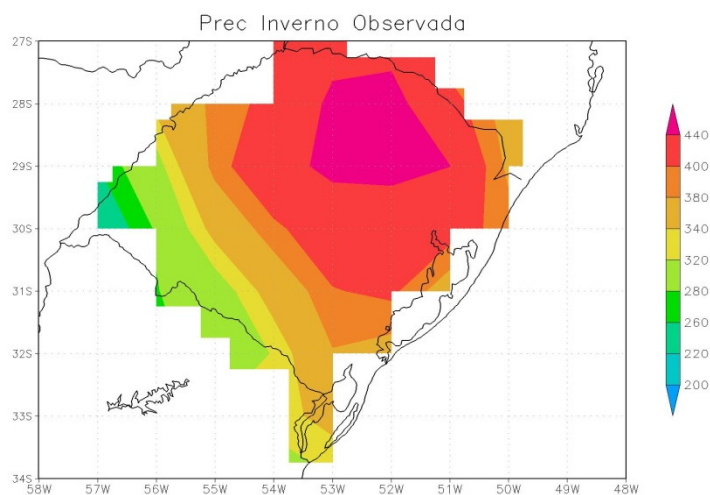 Prec Inverno Observada
27S
28S
29S
30S
31S
32S
33S
34S
58W 57W 56W 55W 54W 53W 52W 51W 50W 49W 48W
440
400
380
340
320
280
260
220
200